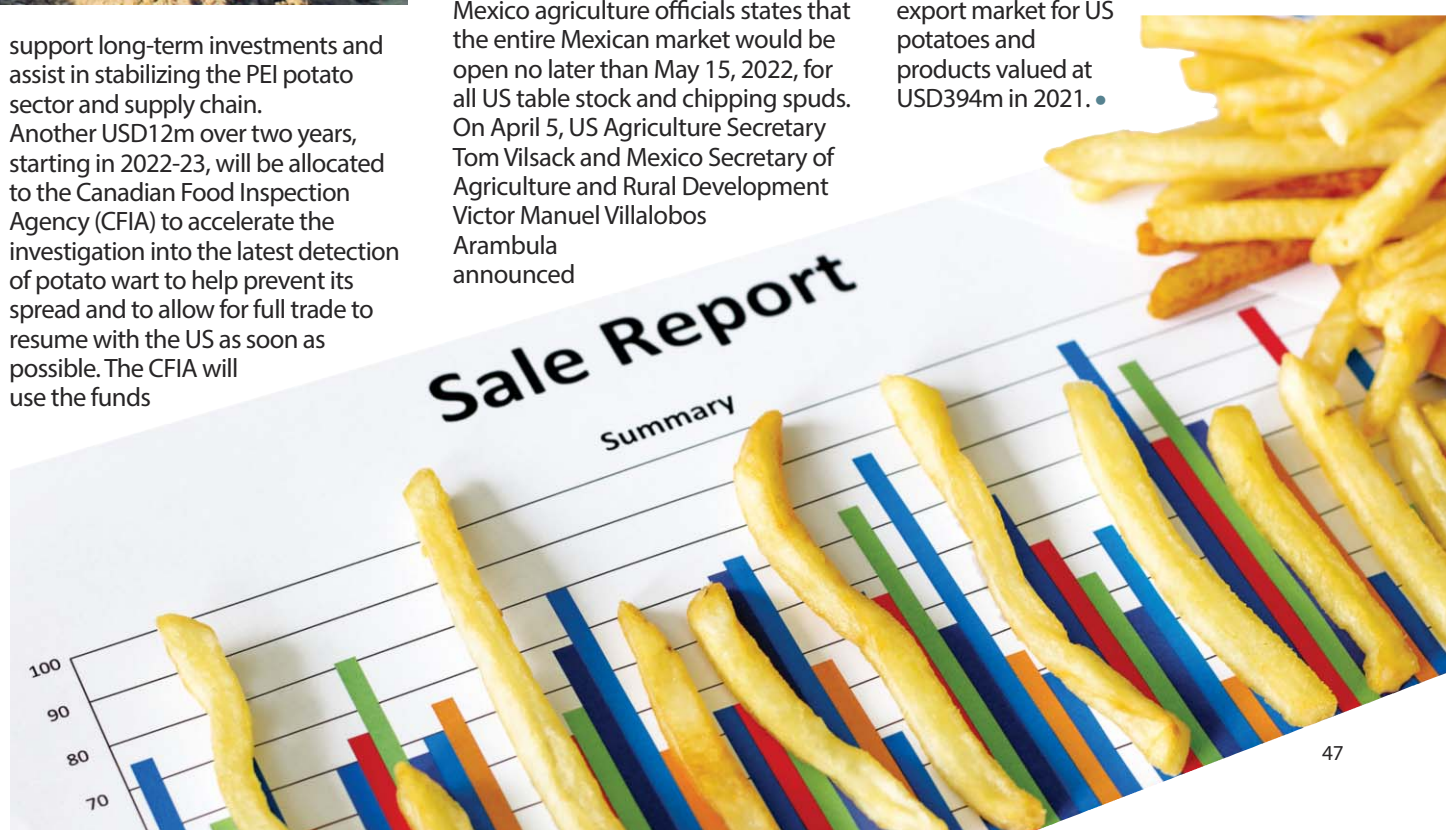 support long-term investments and
assist in stabilizing the PEI potato
sector and supply chain.
Another USD12m over two years,
starting in 2022-23, will be allocated
to the Canadian Food Inspection
Agency (CFIA) to accelerate the
investigation into the latest detection
of potato wart to help prevent its
spread and to allow for full trade to
resume with the US as soon as
possible. The CFIA will
use the funds
Mexico agriculture officials states that
the entire Mexican market would be
open no later than May 15, 2022, for
all US table stock and chipping spuds.
On April 5, US Agriculture Secretary
Tom Vilsack and Mexico Secretary of
Agriculture and Rural Development
Victor Manuel Villalobos
Arambula
announced
export market for US
potatoes and
products valued at
USD394m in 2021. •
Sale Report
Summary
100
90
80
70
47